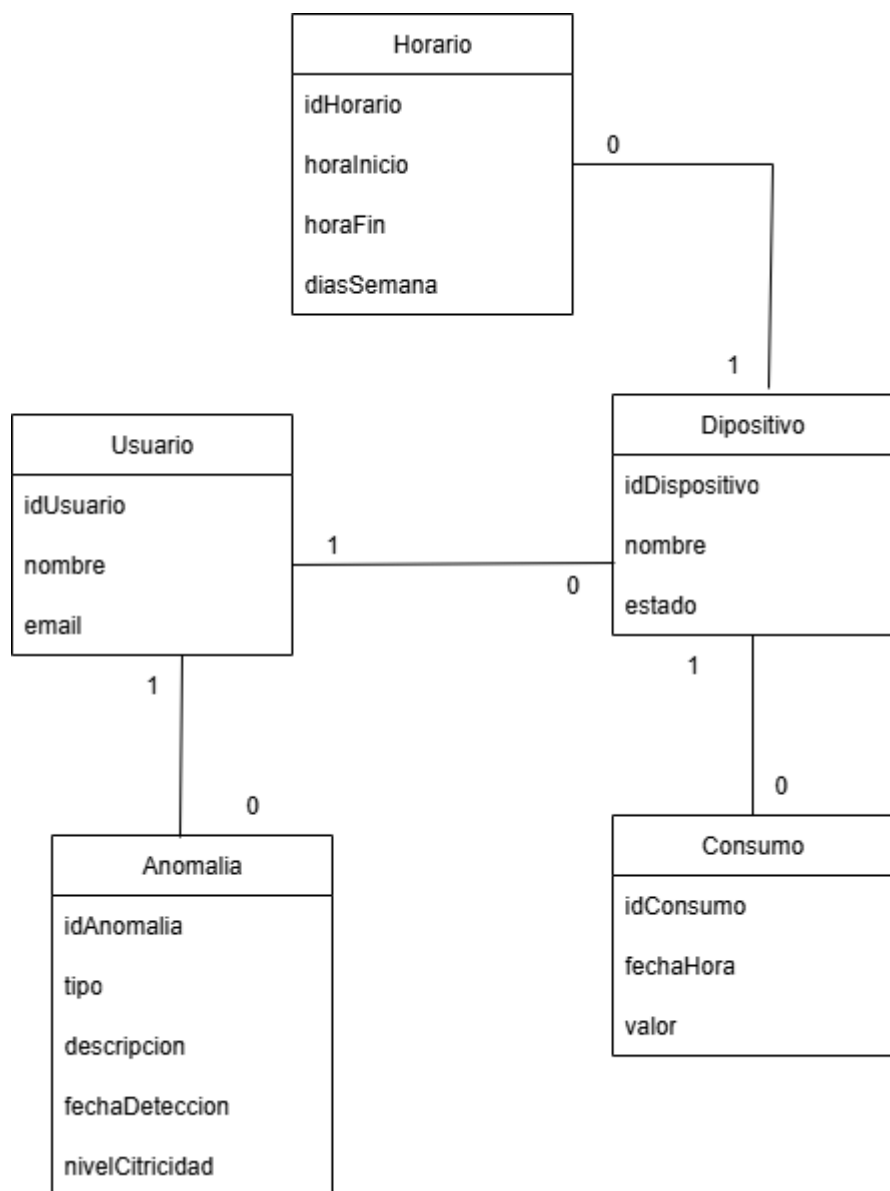 Horario
idHorario
horaInicio
horaFin
diasSemana
0
1
Usuario
idUsuario
nombre
email
1
0
Dipositivo
idDispositivo
nombre
estado
1
0
1
0
Anomalia
idAnomalia
tipo
descripcion
fechaDeteccion
nivelCitricidad
Consumo
idConsumo
fechaHora
valor